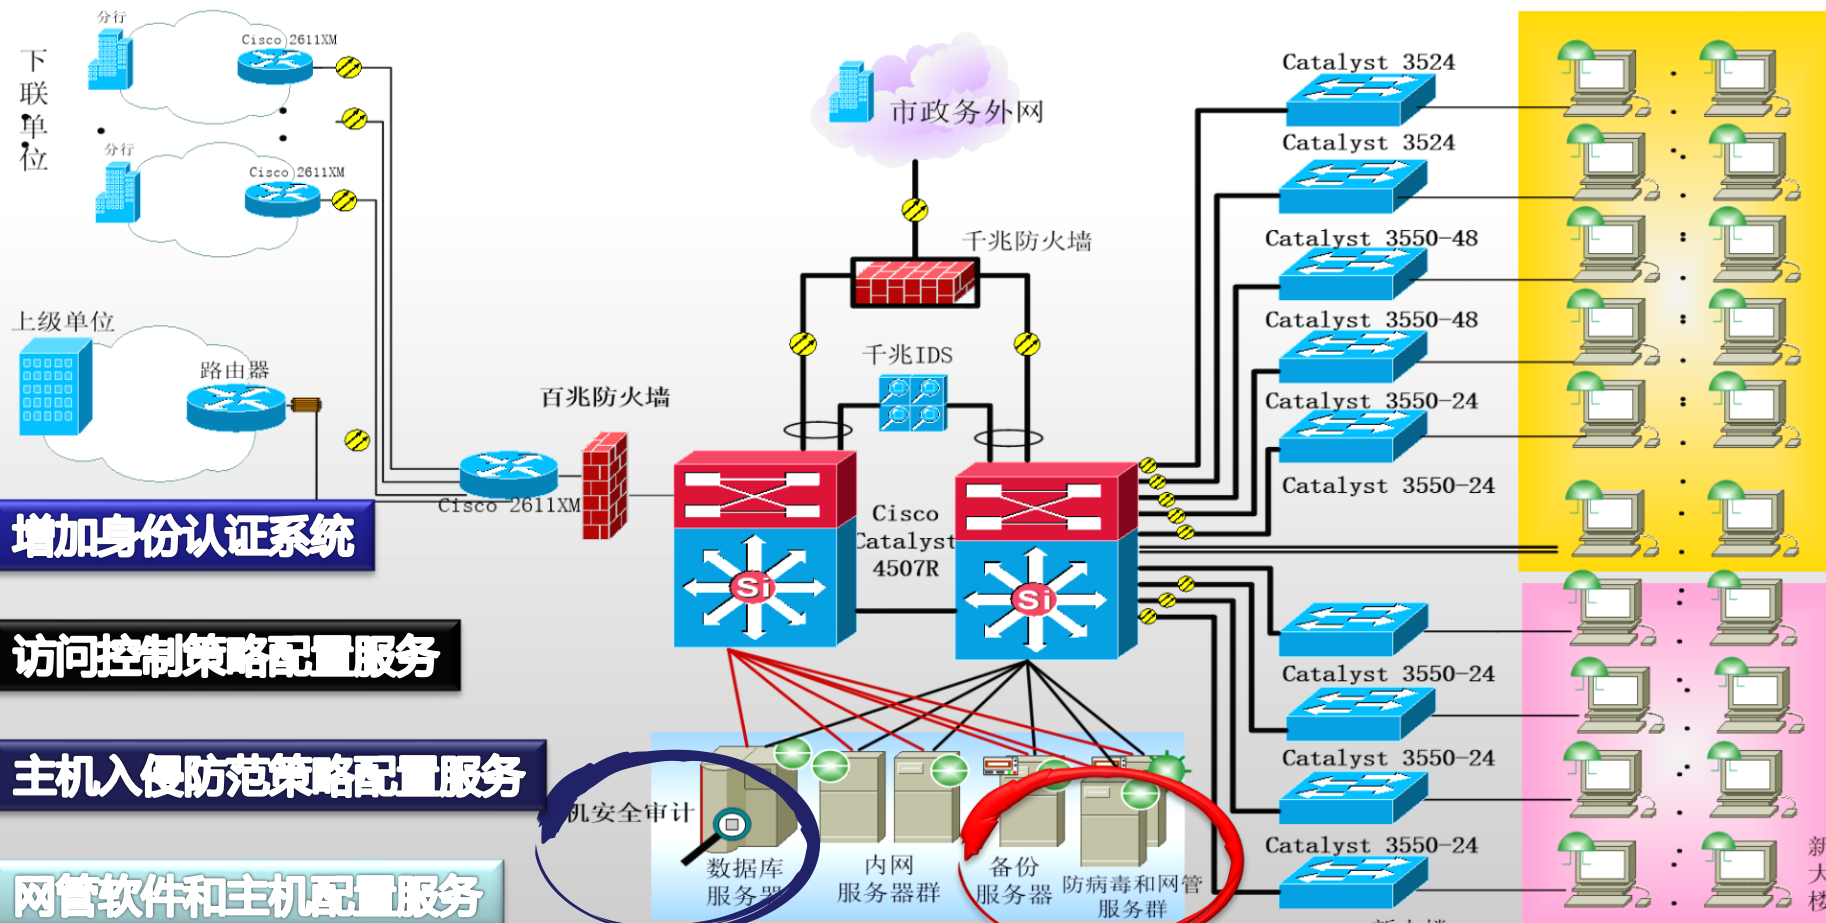 分行
Cisco 2611XM
下联单位
分行
Cisco 2611XM
市政务外网
千兆防火墙
千兆IDS
上级单位
路由器
百兆防火墙
Cisco 2611XM
Cisco
Catalyst
4507R
Catalyst 3524
Catalyst 3524
Catalyst 3550-48
Catalyst 3550-48
Catalyst 3550-24
Catalyst 3550-24
Catalyst 3550-24
Catalyst 3550-24
Catalyst 3550-24
Si
Si
增加身份认证系统
访问控制策略配置服务
主机入侵防范策略配置服务
网管软件和主机配置服务
机安全审计
数据库
服务器
内网
服务器群
备份
服务器
防病毒和网管
服务群
新
大
楼